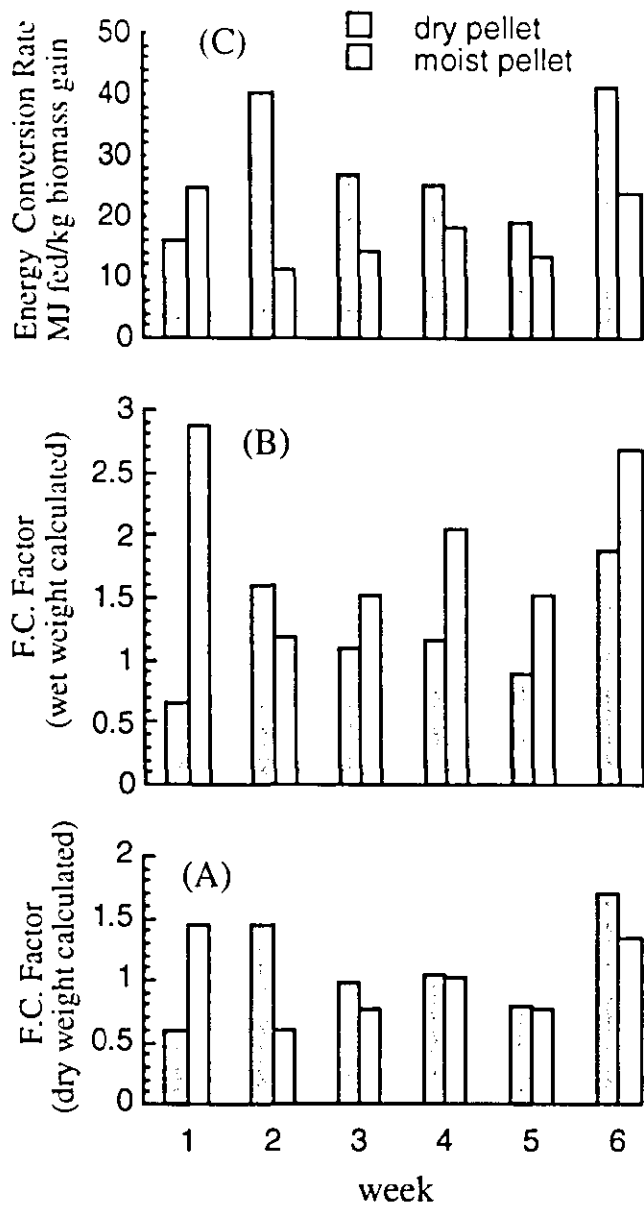 (C)
dry pellet
moist pellet
Energy Conversion Rate
MJ fed/kg biomass gain
50
40
30
20
10
0
(B)
F.C. Factor
(wet weight calculated)
3
2.5
2
1.5
1
0.5
0
(A)
F.C. Factor
(dry weight calculated)
2
1.5
1
0.5
0
1 2 3 4 5 6
week